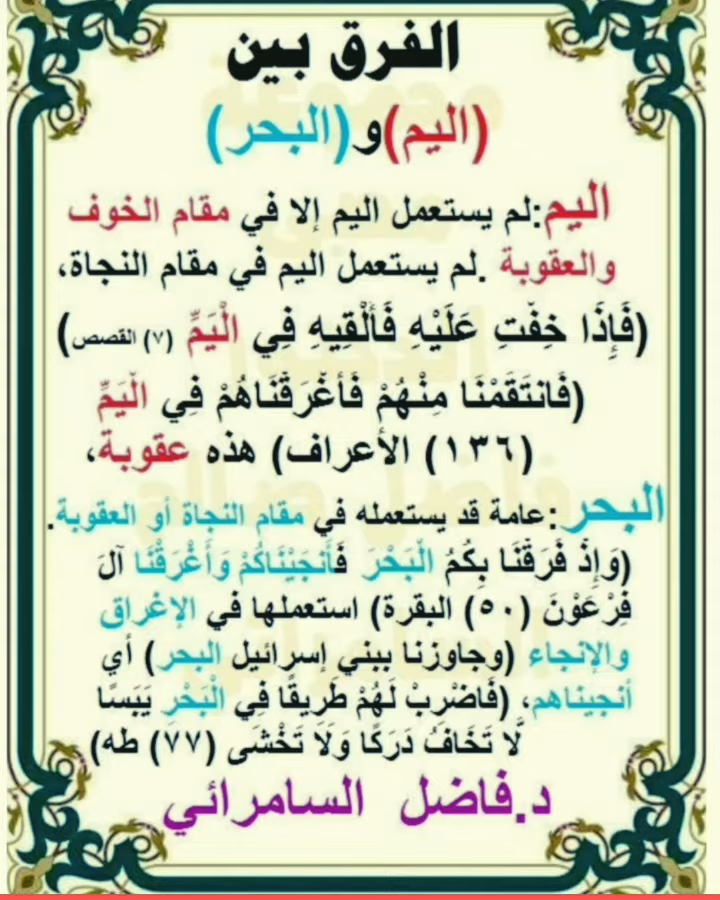 الفرق بين
(اليم) و (البحر)
اليم: لم يستعمل اليم إلا في مقام الخوف
والعقوبة. لم يستعمل اليم في مقام النجاة،
(فَإِذَا خِفْتِ عَلَيْهِ فَأَلْقِيهِ فِي الْيَمِّ (٧) القصص)
(فَانتَقَمْنَا مِنْهُمْ فَأَغْرَقْنَاهُمْ فِي الْيَمِّ
(١٣٦) الأعراف) هذه عقوبة،
البحر: عامة قد يستعمله في مقام النجاة أو العقوبة.
(وَإِذْ فَرَقْنَا بِكُمُ الْبَحْرَ فَأَنجَيْنَاكُمْ وَأَغْرَقْنَا آلَ
فِرْعَوْنَ (٥٠) البقرة) استعملها في الإغراق
والإنجاء (وجاوزنا ببني إسرائيل البحر) أي
أنجيناهم، (فَاضْرِبْ لَهُمْ طَرِيقًا فِي الْبَحْرِ يَبَسًا
لَّا تَخَافُ دَرَكًا وَلَا تَخْشَى (٧٧) طه)
د.فاضل السامرائي